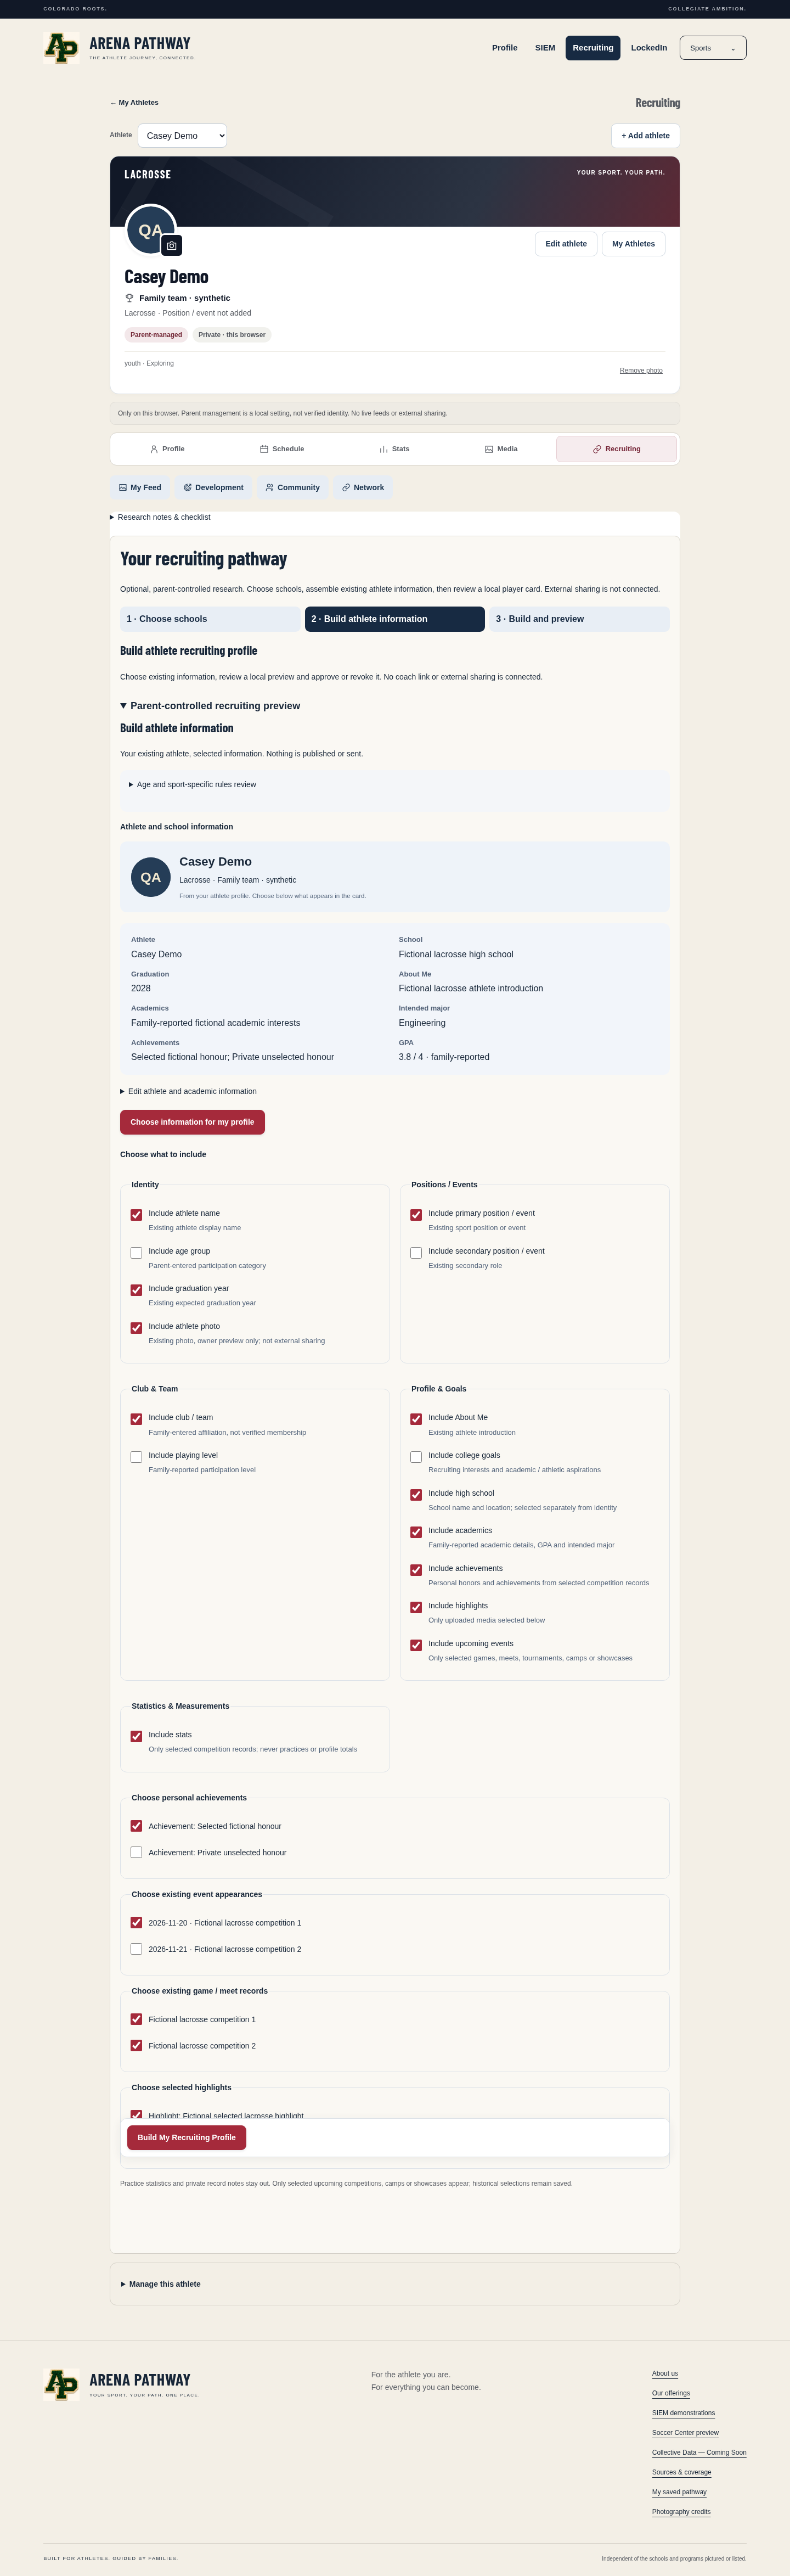 COLORADO ROOTS.
COLLEGIATE AMBITION.
AP
ARENA PATHWAY
THE ATHLETE JOURNEY. CONNECTED.
Profile
SIEM
Recruiting
LockedIn
Sports
← My Athletes
Recruiting
Athlete
Casey Demo
+ Add athlete
LACROSSE
YOUR SPORT. YOUR PATH.
QA
Edit athlete
My Athletes
Casey Demo
Family team · synthetic
Lacrosse · Position / event not added
Parent-managed
Private · this browser
youth · Exploring
Remove photo
Only on this browser. Parent management is a local setting, not verified identity. No live feeds or external sharing.
Profile
Schedule
Stats
Media
Recruiting
My Feed
Development
Community
Network
Research notes & checklist
Your recruiting pathway
Optional, parent-controlled research. Choose schools, assemble existing athlete information, then review a local player card. External sharing is not connected.
1 · Choose schools
2 · Build athlete information
3 · Build and preview
Build athlete recruiting profile
Choose existing information, review a local preview and approve or revoke it. No coach link or external sharing is connected.
Parent-controlled recruiting preview
Build athlete information
Your existing athlete, selected information. Nothing is published or sent.
Age and sport-specific rules review
Athlete and school information
QA
Casey Demo
Lacrosse · Family team · synthetic
From your athlete profile. Choose below what appears in the card.
Athlete
Casey Demo
School
Fictional lacrosse high school
Graduation
2028
About Me
Fictional lacrosse athlete introduction
Academics
Family-reported fictional academic interests
Intended major
Engineering
Achievements
Selected fictional honour; Private unselected honour
GPA
3.8 / 4 · family-reported
Edit athlete and academic information
Choose information for my profile
Choose what to include
Identity
Include athlete name
Existing athlete display name
Include age group
Parent-entered participation category
Include graduation year
Existing expected graduation year
Include athlete photo
Existing photo, owner preview only; not external sharing
Positions / Events
Include primary position / event
Existing sport position or event
Include secondary position / event
Existing secondary role
Club & Team
Include club / team
Family-entered affiliation, not verified membership
Include playing level
Family-reported participation level
Profile & Goals
Include About Me
Existing athlete introduction
Include college goals
Recruiting interests and academic / athletic aspirations
Include high school
School name and location; selected separately from identity
Include academics
Family-reported academic details, GPA and intended major
Include achievements
Personal honors and achievements from selected competition records
Include highlights
Only uploaded media selected below
Include upcoming events
Only selected games, meets, tournaments, camps or showcases
Statistics & Measurements
Include stats
Only selected competition records; never practices or profile totals
Choose personal achievements
Achievement: Selected fictional honour
Achievement: Private unselected honour
Choose existing event appearances
2026-11-20 · Fictional lacrosse competition 1
2026-11-21 · Fictional lacrosse competition 2
Choose existing game / meet records
Fictional lacrosse competition 1
Fictional lacrosse competition 2
Choose selected highlights
Highlight: Fictional selected lacrosse highlight
Build My Recruiting Profile
Practice statistics and private record notes stay out. Only selected upcoming competitions, camps or showcases appear; historical selections remain saved.
Manage this athlete
AP
ARENA PATHWAY
YOUR SPORT. YOUR PATH. ONE PLACE.
For the athlete you are.
For everything you can become.
About us
Our offerings
SIEM demonstrations
Soccer Center preview
Collective Data — Coming Soon
Sources & coverage
My saved pathway
Photography credits
BUILT FOR ATHLETES. GUIDED BY FAMILIES.
Independent of the schools and programs pictured or listed.